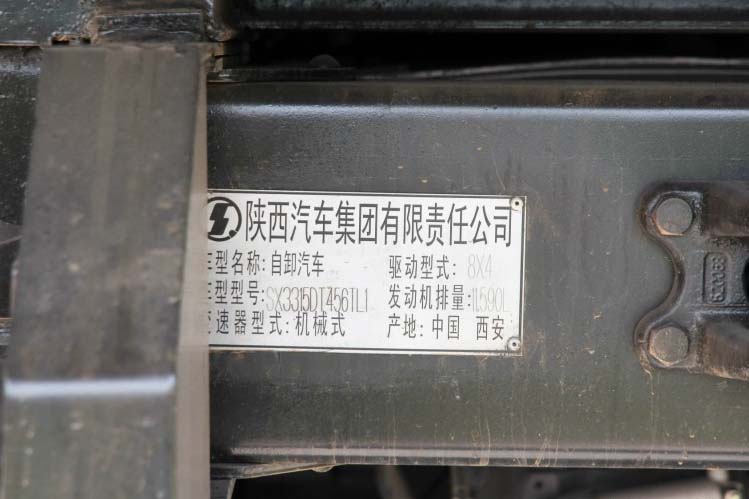 陕西汽车集团有限责任公司
车型名称：自卸汽车 驱动型式：8X4
车型型号：SX3315DT456TL1 发动机排量：11.590L
变速器型式：机械式 产地：中国 西安